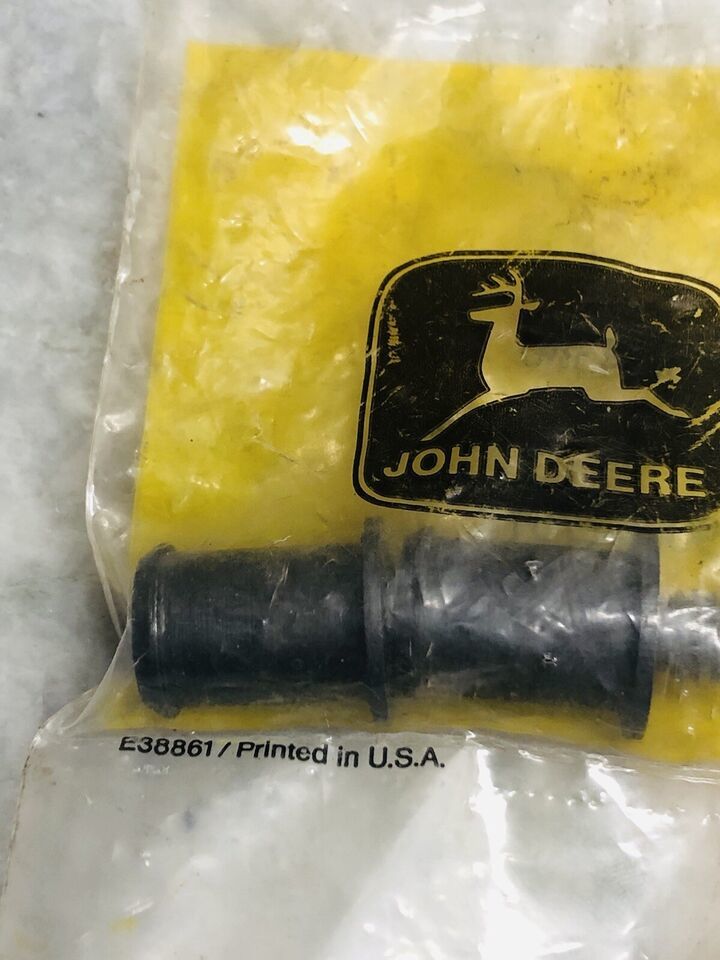 JOHN DEERE
E38861 / Printed in U.S.A.